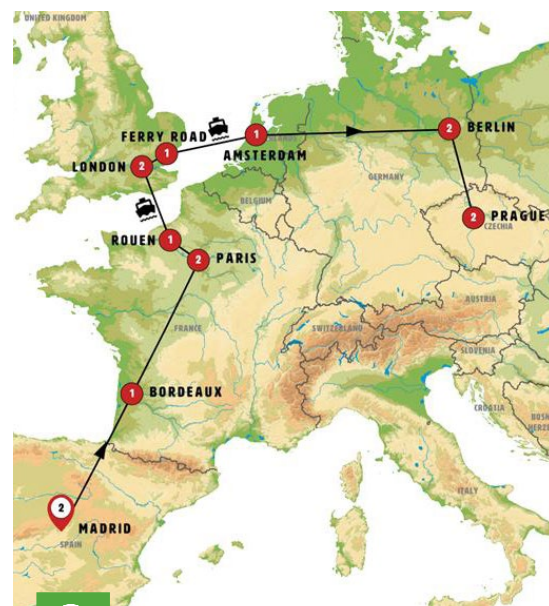 UNITED KINGDOM
FERRY ROAD
1
LONDON
2
1
AMSTERDAM
2
BERLIN
GERMANY
BELGIUM
2
PRAGUE
CZECHIA
ROUEN
1
2
PARIS
FRANCE
AUSTRIA
SWITZERLAND
SLOVENIA
1
BORDEAUX
CROATIA
ITALY
2
MADRID
SPAIN